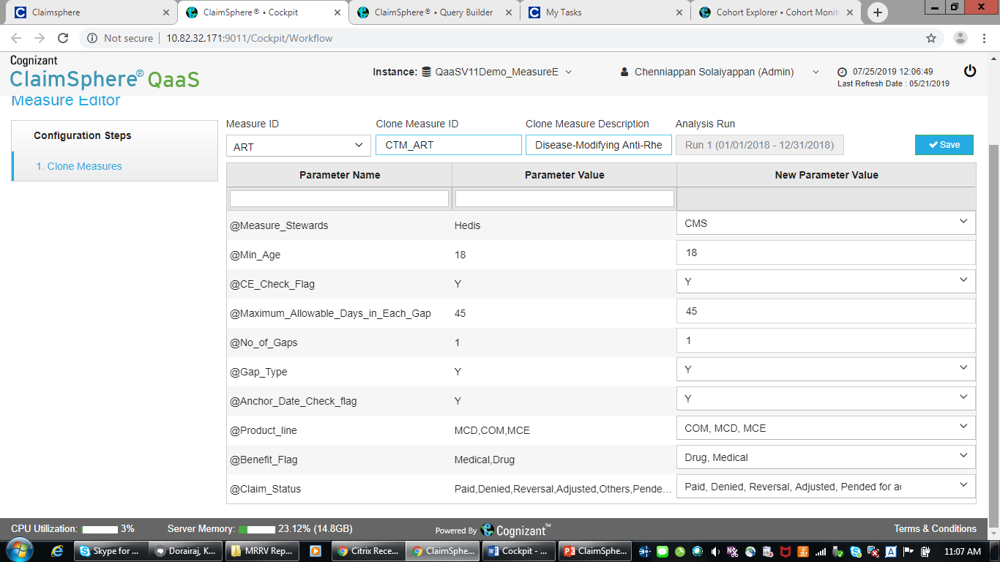 Claimsphere
ClaimSphere® • Cockpit
ClaimSphere® • Query Builder
My Tasks
Cohort Explorer • Cohort Monit
Not secure | 10.82.32.171:9011/Cockpit/Workflow
Cognizant
ClaimSphere® QaaS
Instance: QaaSV11Demo_MeasureE
Chenniappan Solaiyappan (Admin)
07/25/2019 12:06:49
Last Refresh Date : 05/21/2019
Measure Editor
Configuration Steps
1. Clone Measures
Measure ID Clone Measure ID Clone Measure Description Analysis Run
ART CTM_ART Disease-Modifying Anti-Rhe Run 1 (01/01/2018 - 12/31/2018) Save
Parameter Name Parameter Value New Parameter Value
@Measure_Stewards Hedis CMS
@Min_Age 18 18
@CE_Check_Flag Y Y
@Maximum_Allowable_Days_in_Each_Gap 45 45
@No_of_Gaps 1 1
@Gap_Type Y Y
@Anchor_Date_Check_flag Y Y
@Product_line MCD,COM,MCE COM, MCD, MCE
@Benefit_Flag Medical,Drug Drug, Medical
@Claim_Status Paid,Denied,Reversal,Adjusted,Others,Pende... Paid, Denied, Reversal, Adjusted, Pended for a
CPU Utilization: 3% Server Memory: 23.12% (14.8GB) Powered By Cognizant™ Terms & Conditions
Skype for ... Dorairaj, K... MRRV Rep... Citrix Rece... ClaimSphe... Cockpit - ... ClaimSphe... 11:07 AM